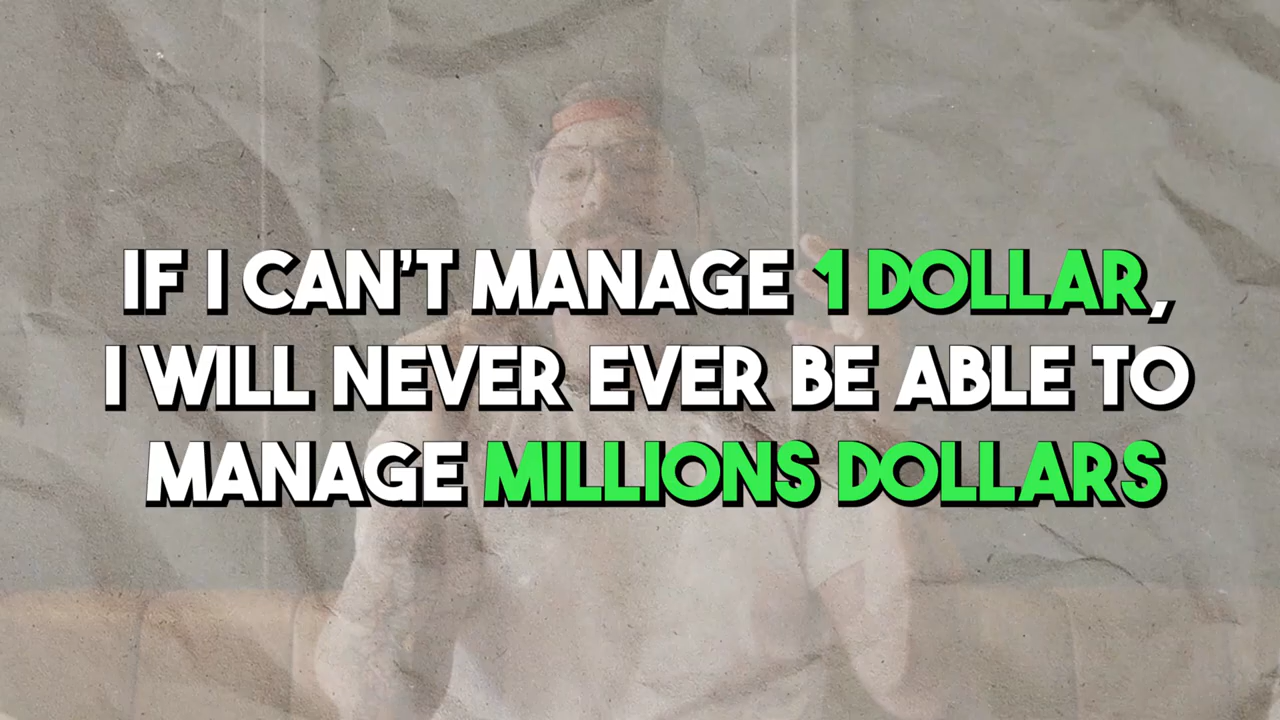 IF I CAN'T MANAGE 1 DOLLAR,
I WILL NEVER EVER BE ABLE TO
MANAGE MILLIONS DOLLARS